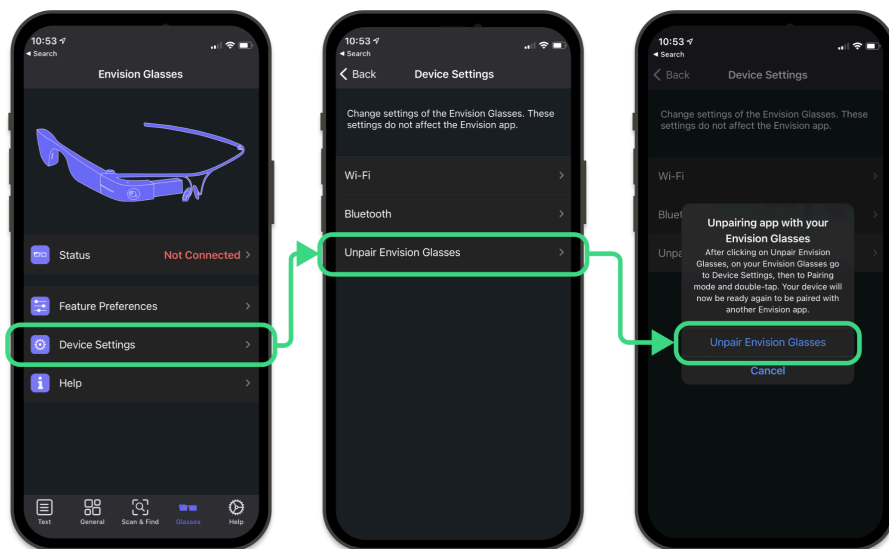 10:53
Search
Envision Glasses
Status
Not Connected
Feature Preferences
Device Settings
Help
Text
General
Scan & Find
Glasses
Help
10:53
Search
Back
Device Settings
Change settings of the Envision Glasses. These
settings do not affect the Envision app.
Wi-Fi
Bluetooth
Unpair Envision Glasses
10:53
Search
Back
Device Settings
Change settings of the Envision Glasses. These
settings do not affect the Envision app.
Wi-Fi
Bluet
Unpa
Unpairing app with your
Envision Glasses
After clicking on Unpair Envision
Glasses, on your Envision Glasses go
to Device Settings, then to Pairing
mode and double-tap. Your device will
now be ready again to be paired with
another Envision app.
Unpair Envision Glasses
Cancel